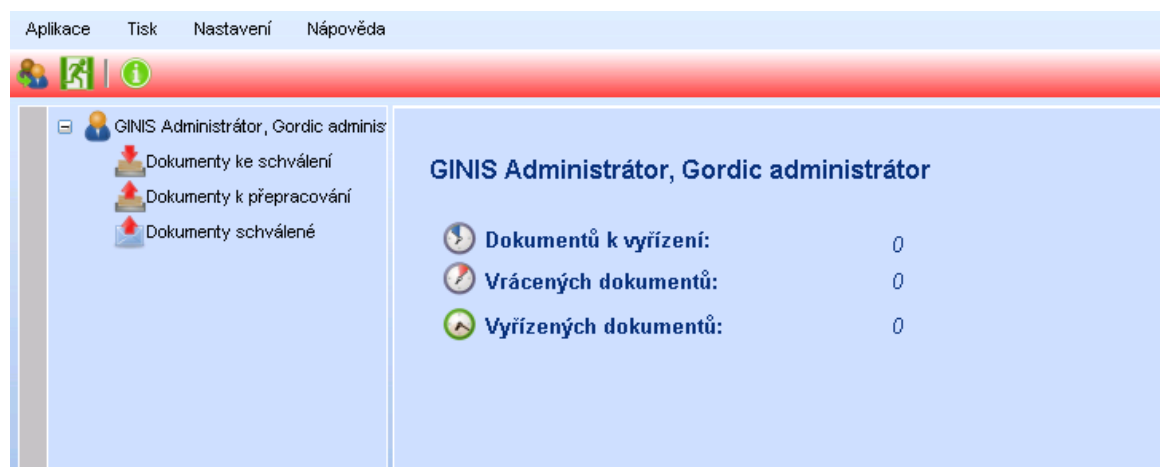 Aplikace Tisk Nastavení Nápověda
GINIS Administrátor, Gordic adminis
Dokumenty ke schválení
Dokumenty k přepracování
Dokumenty schválené
GINIS Administrátor, Gordic administrátor
Dokumentů k vyřízení: 0
Vrácených dokumentů: 0
Vyřízených dokumentů: 0